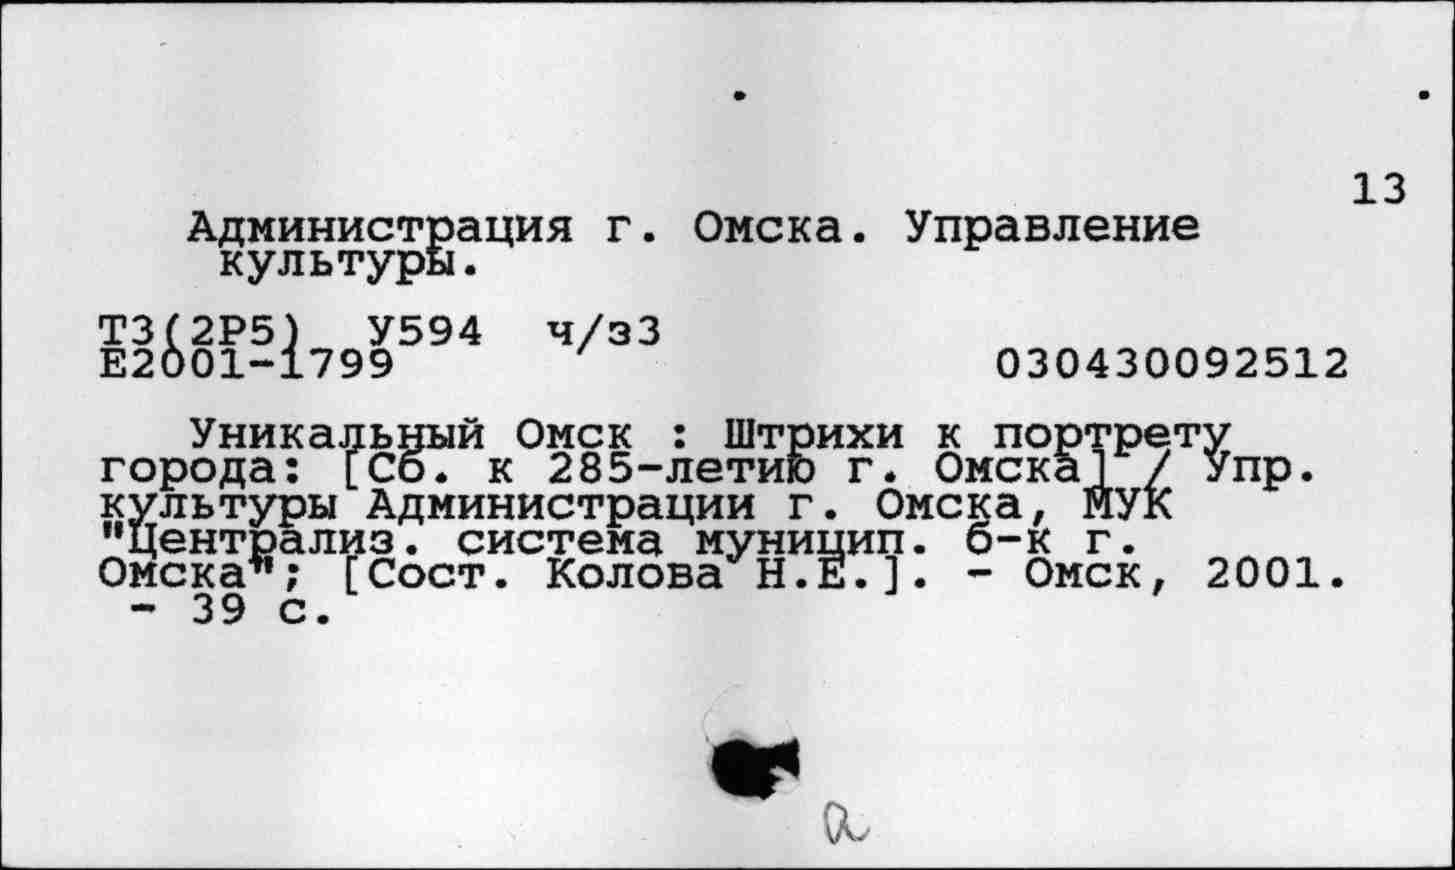 13
Администрация г. Омска. Управление
культуры.
Т3(2Р5) У594 ч/з3
Е2001-1799 030430092512
Уникальный Омск : Штрихи к портрету
города: [Сб. к 285-летию г. Омска] / Упр.
культуры Администрации г. Омска, МУК
"Централиз. система муницип. б-к г.
Омска"; [Сост. Колова Н.Е.]. - Омск, 2001.
- 39 с.
а